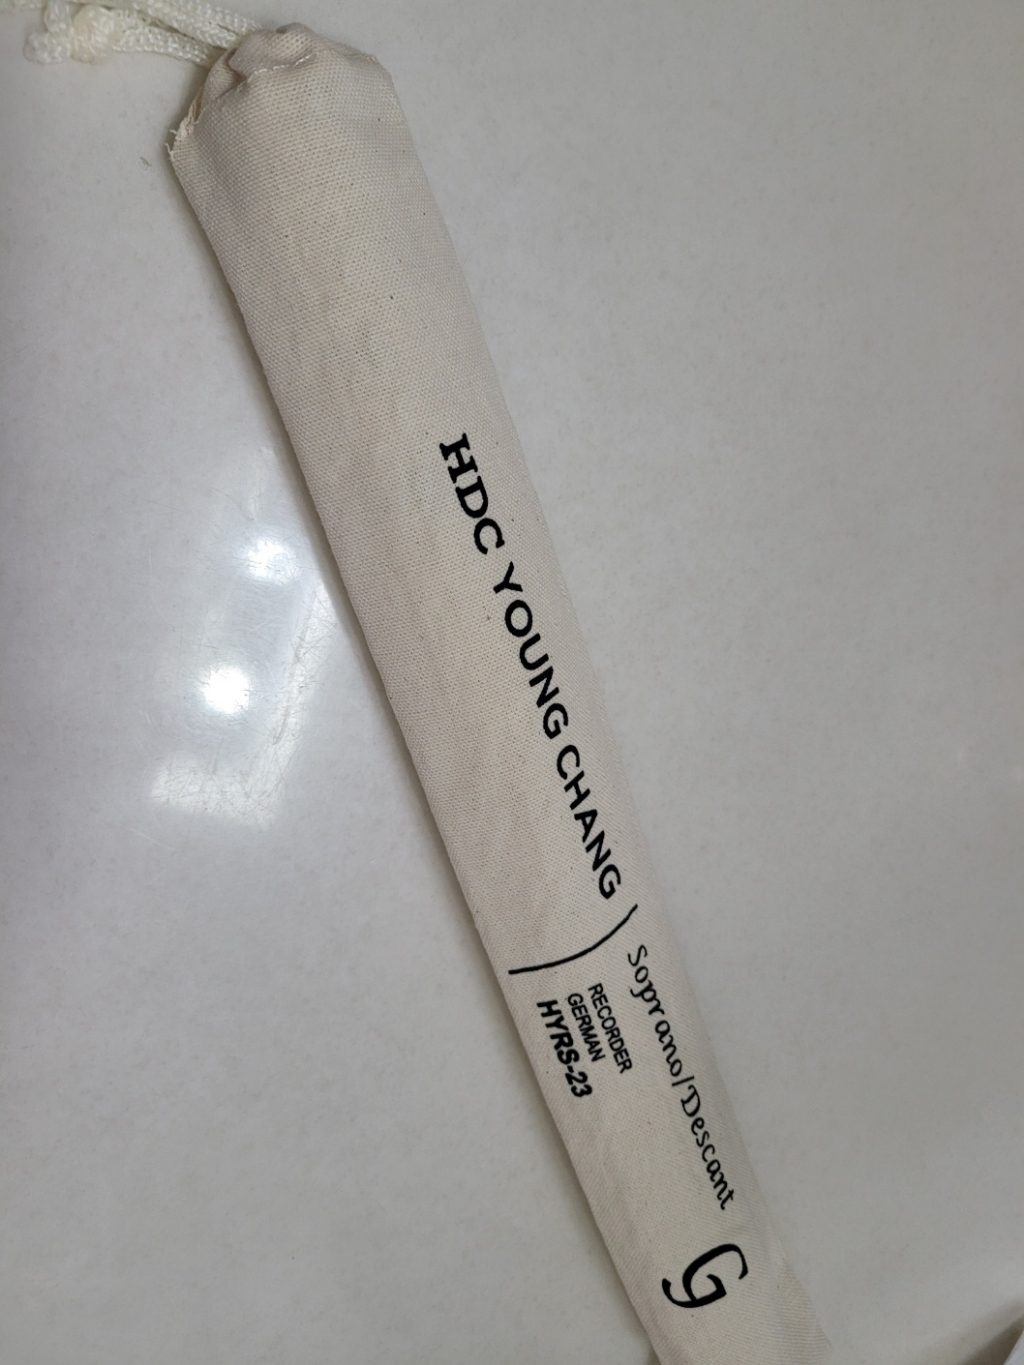 HDC YOUNG CHANG
Soprano/Descant
RECORDER
GERMAN
HYRS-23
G